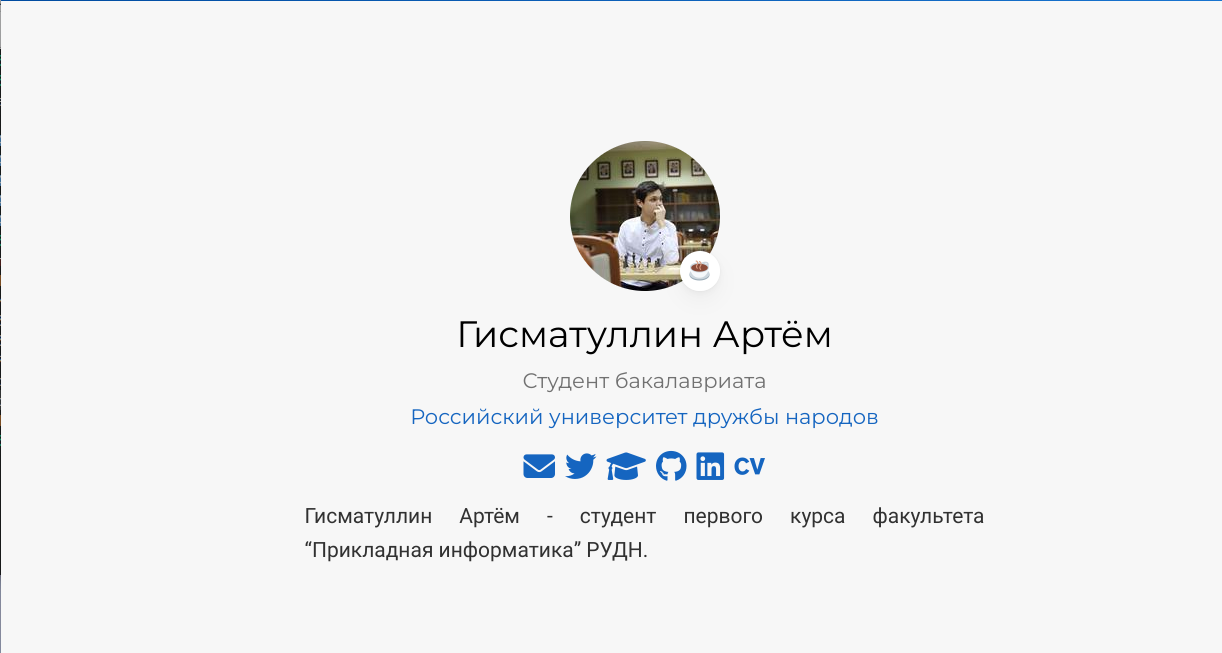 Гисматуллин Артём
Студент бакалавриата
Российский университет дружбы народов
CV
Гисматуллин Артём - студент первого курса факультета
“Прикладная информатика” РУДН.